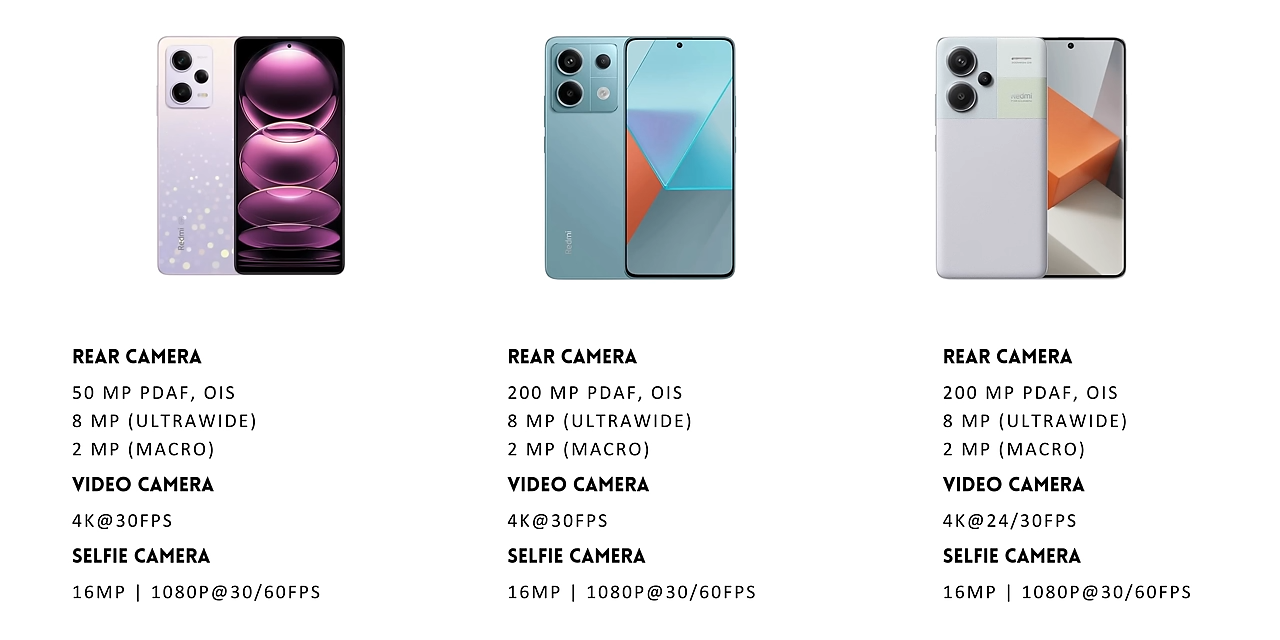 Redmi
Redmi
Redmi
REAR CAMERA
50 MP PDAF, OIS
8 MP (ULTRAWIDE)
2 MP (MACRO)
VIDEO CAMERA
4K@30FPS
SELFIE CAMERA
16MP | 1080P@30/60FPS
REAR CAMERA
200 MP PDAF, OIS
8 MP (ULTRAWIDE)
2 MP (MACRO)
VIDEO CAMERA
4K@30FPS
SELFIE CAMERA
16MP | 1080P@30/60FPS
REAR CAMERA
200 MP PDAF, OIS
8 MP (ULTRAWIDE)
2 MP (MACRO)
VIDEO CAMERA
4K@24/30FPS
SELFIE CAMERA
16MP | 1080P@30/60FPS